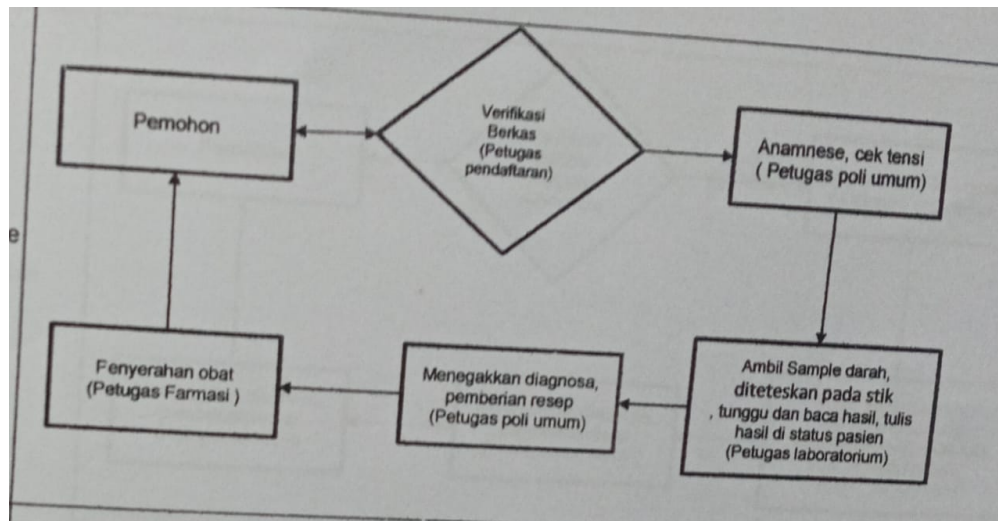 Pemohon
Verifikasi
Berkas
(Petugas
pendaftaran)
Anamnese, cek tensi
( Petugas poli umum)
Ambil Sample darah,
diteteskan pada stik
, tunggu dan baca hasil, tulis
hasil di status pasien
(Petugas laboratorium)
Menegakkan diagnosa,
pemberian resep
(Petugas poli umum)
Penyerahan obat
(Petugas Farmasi )
e